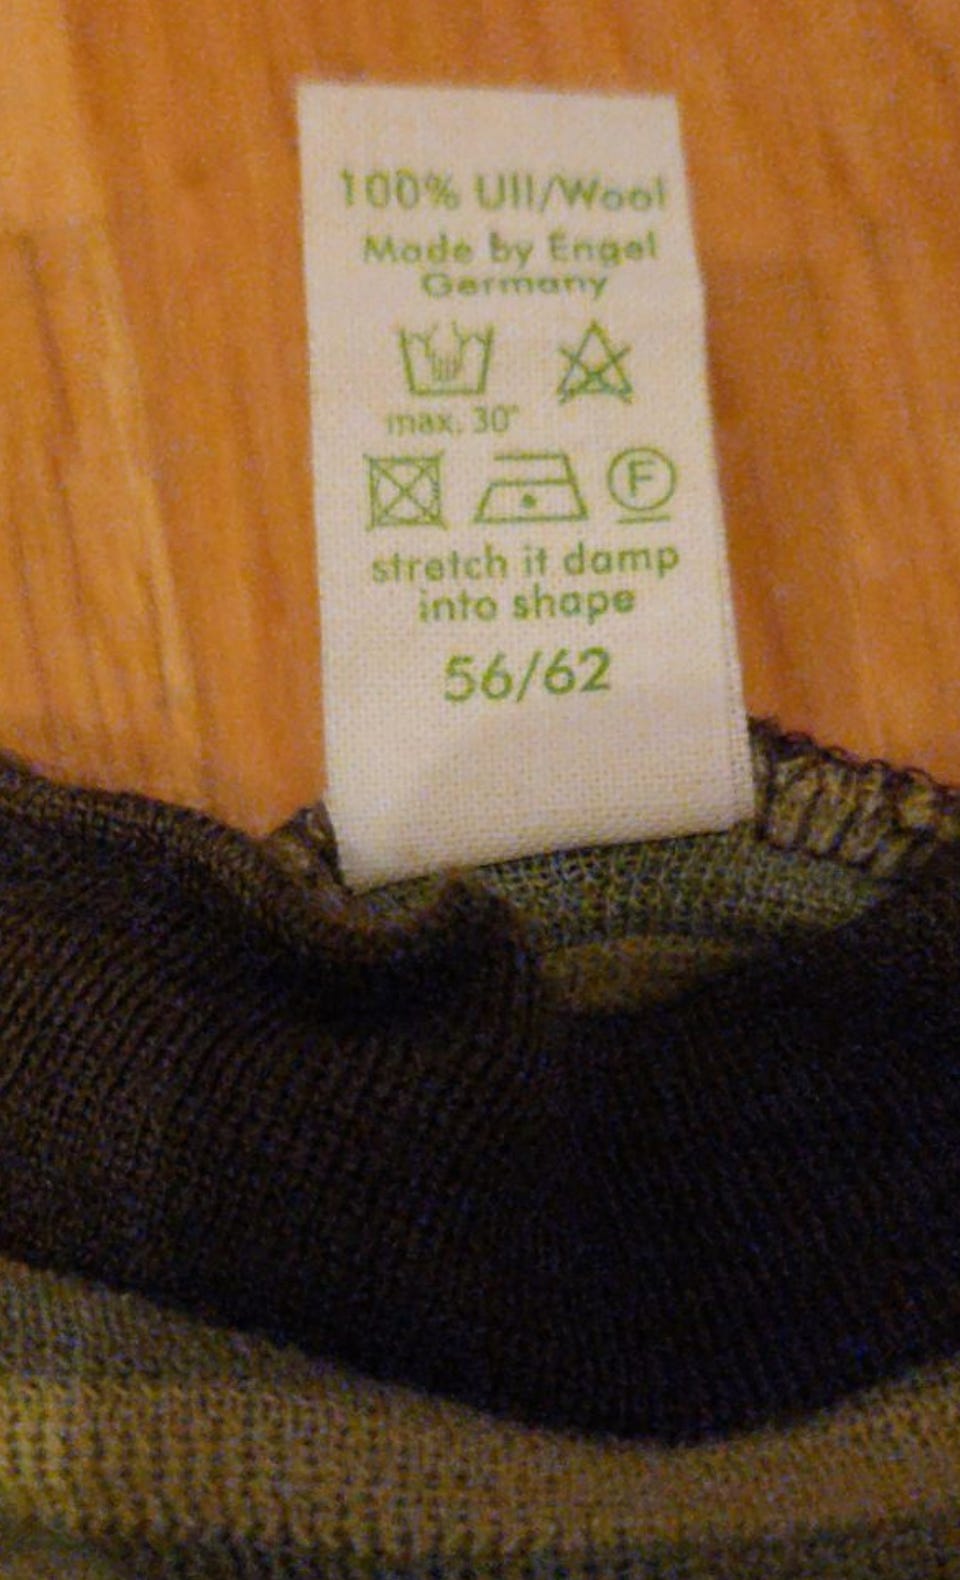 100% Ull/Wool
Made by Engel
Germany
max. 30°
F
stretch it damp
into shape
56/62